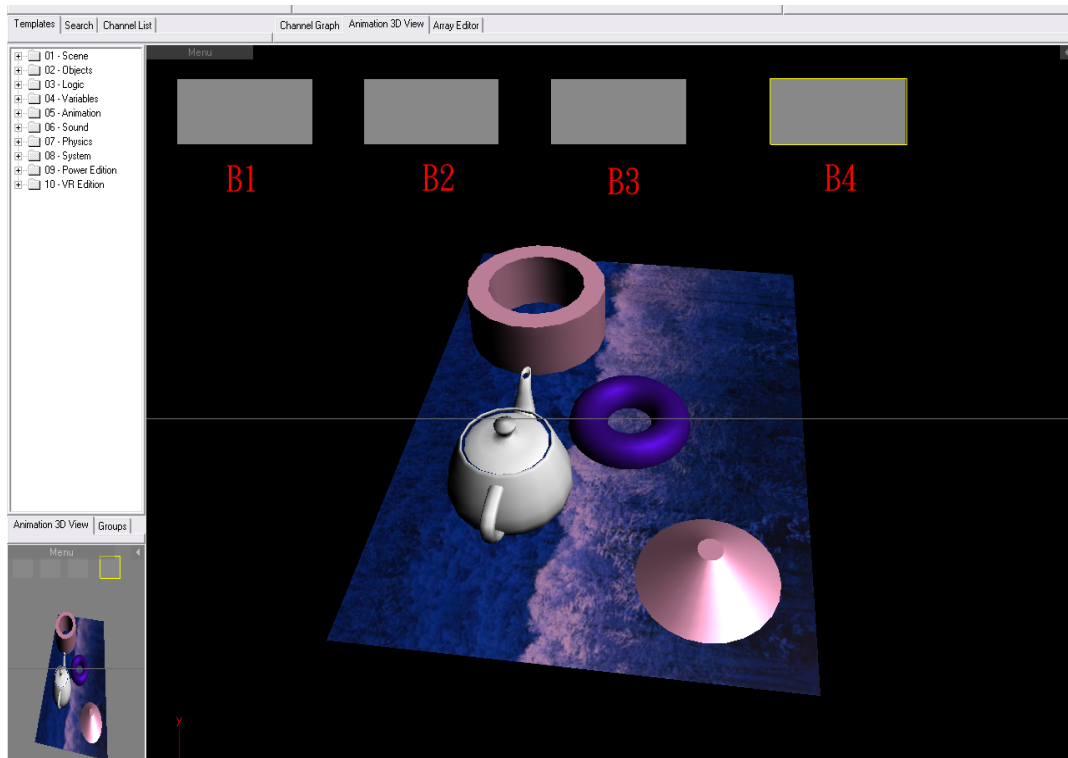 Templates Search Channel List Channel Graph Animation 3D View Array Editor
01 - Scene
02 - Objects
03 - Logic
04 - Variables
05 - Animation
06 - Sound
07 - Physics
08 - System
09 - Power Edition
10 - VR Edition
Menu
B1 B2 B3 B4
Animation 3D View Groups
Menu
y